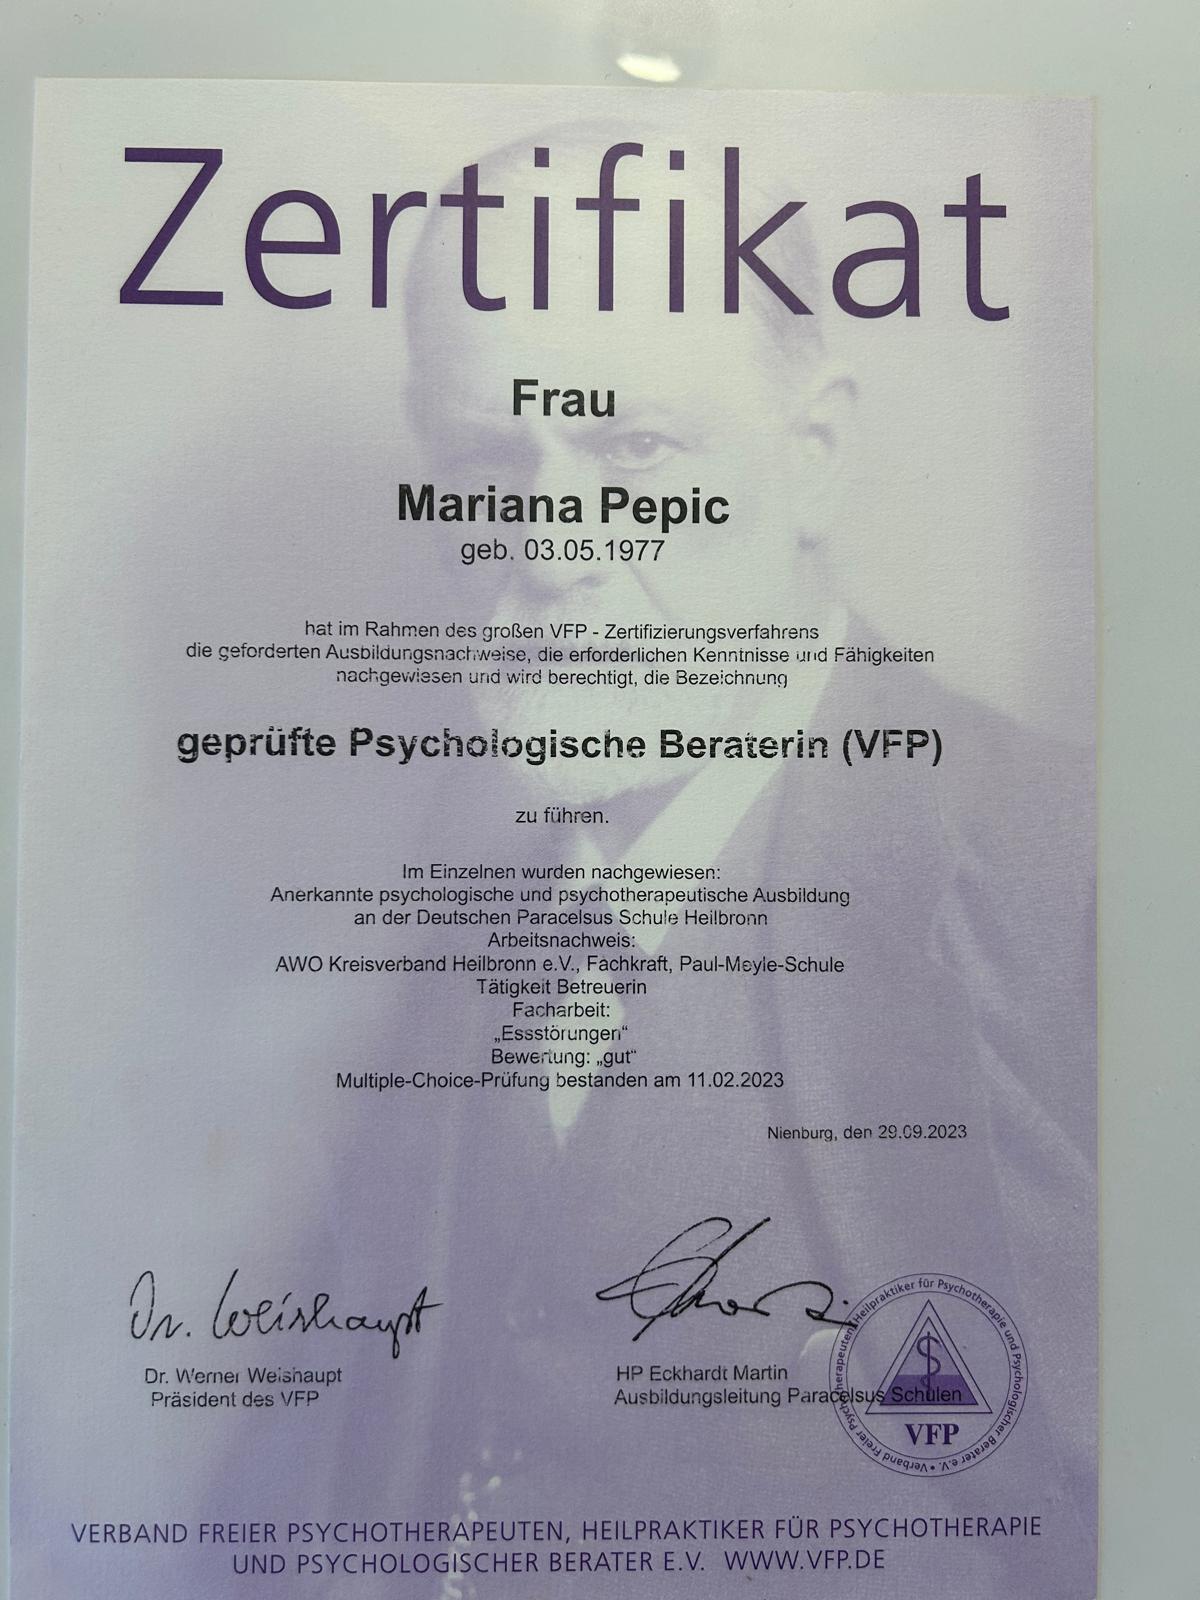 Zertifikat
Frau
Mariana Pepic
geb. 03.05.1977
hat im Rahmen des großen VFP - Zertifizierungsverfahrens
die geforderten Ausbildungsnachweise, die erforderlichen Kenntnisse und Fähigkeiten
nachgewiesen und wird berechtigt, die Bezeichnung
geprüfte Psychologische Beraterin (VFP)
zu führen.
Im Einzelnen wurden nachgewiesen:
Anerkannte psychologische und psychotherapeutische Ausbildung
an der Deutschen Paracelsus Schule Heilbronn
Arbeitsnachweis:
AWO Kreisverband Heilbronn e.V., Fachkraft, Paul-Meyle-Schule
Tätigkeit Betreuerin
Facharbeit:
„Essstörungen“
Bewertung: „gut“
Multiple-Choice-Prüfung bestanden am 11.02.2023
Nienburg, den 29.09.2023
Dr. Weishaupt
Dr. Werner Weishaupt
Präsident des VFP
HP Eckhardt Martin
Ausbildungsleitung Paracelsus Schulen
Verband Freier Psychotherapeuten, Heilpraktiker für Psychotherapie und Psychologischer Berater e.V. •
VFP
VERBAND FREIER PSYCHOTHERAPEUTEN, HEILPRAKTIKER FÜR PSYCHOTHERAPIE
UND PSYCHOLOGISCHER BERATER E.V. WWW.VFP.DE